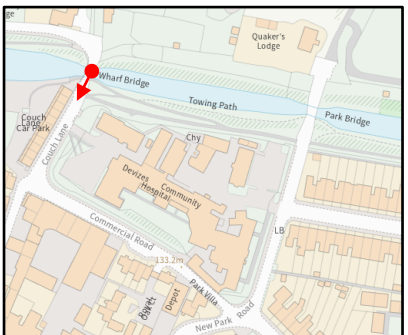 ge
Quaker's
Lodge
Wharf Bridge
Towing Path
Park Bridge
Couch
Lane
Car Park
Couch Lane
Chy
Devizes
Community
Hospital
Commercial Road
LB
133.2m
Park Villa
Depot
New Park Road